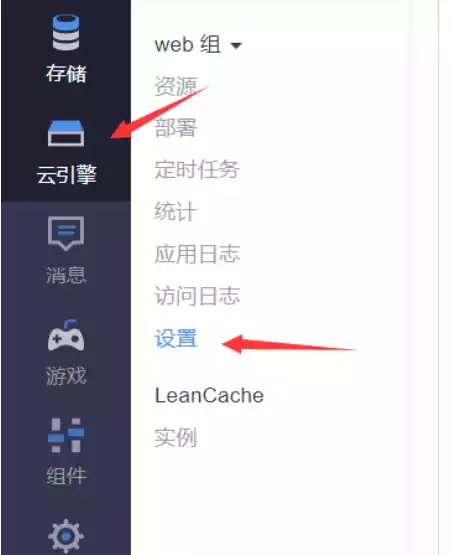 存储
云引擎
消息
游戏
组件
web 组
资源
部署
定时任务
统计
应用日志
访问日志
设置
LeanCache
实例